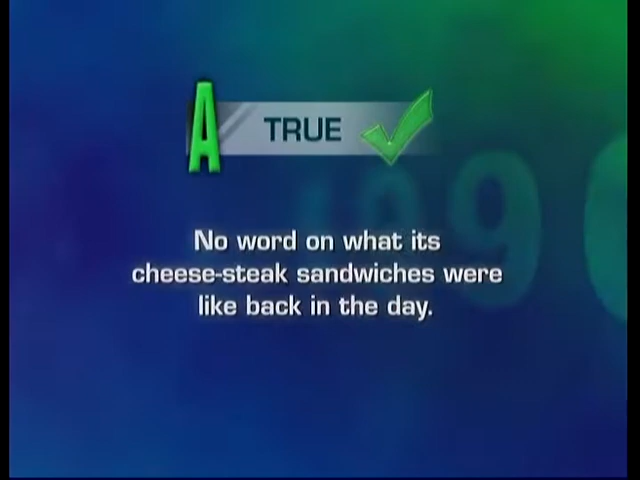 A TRUE
No word on what its
cheese-steak sandwiches were
like back in the day.